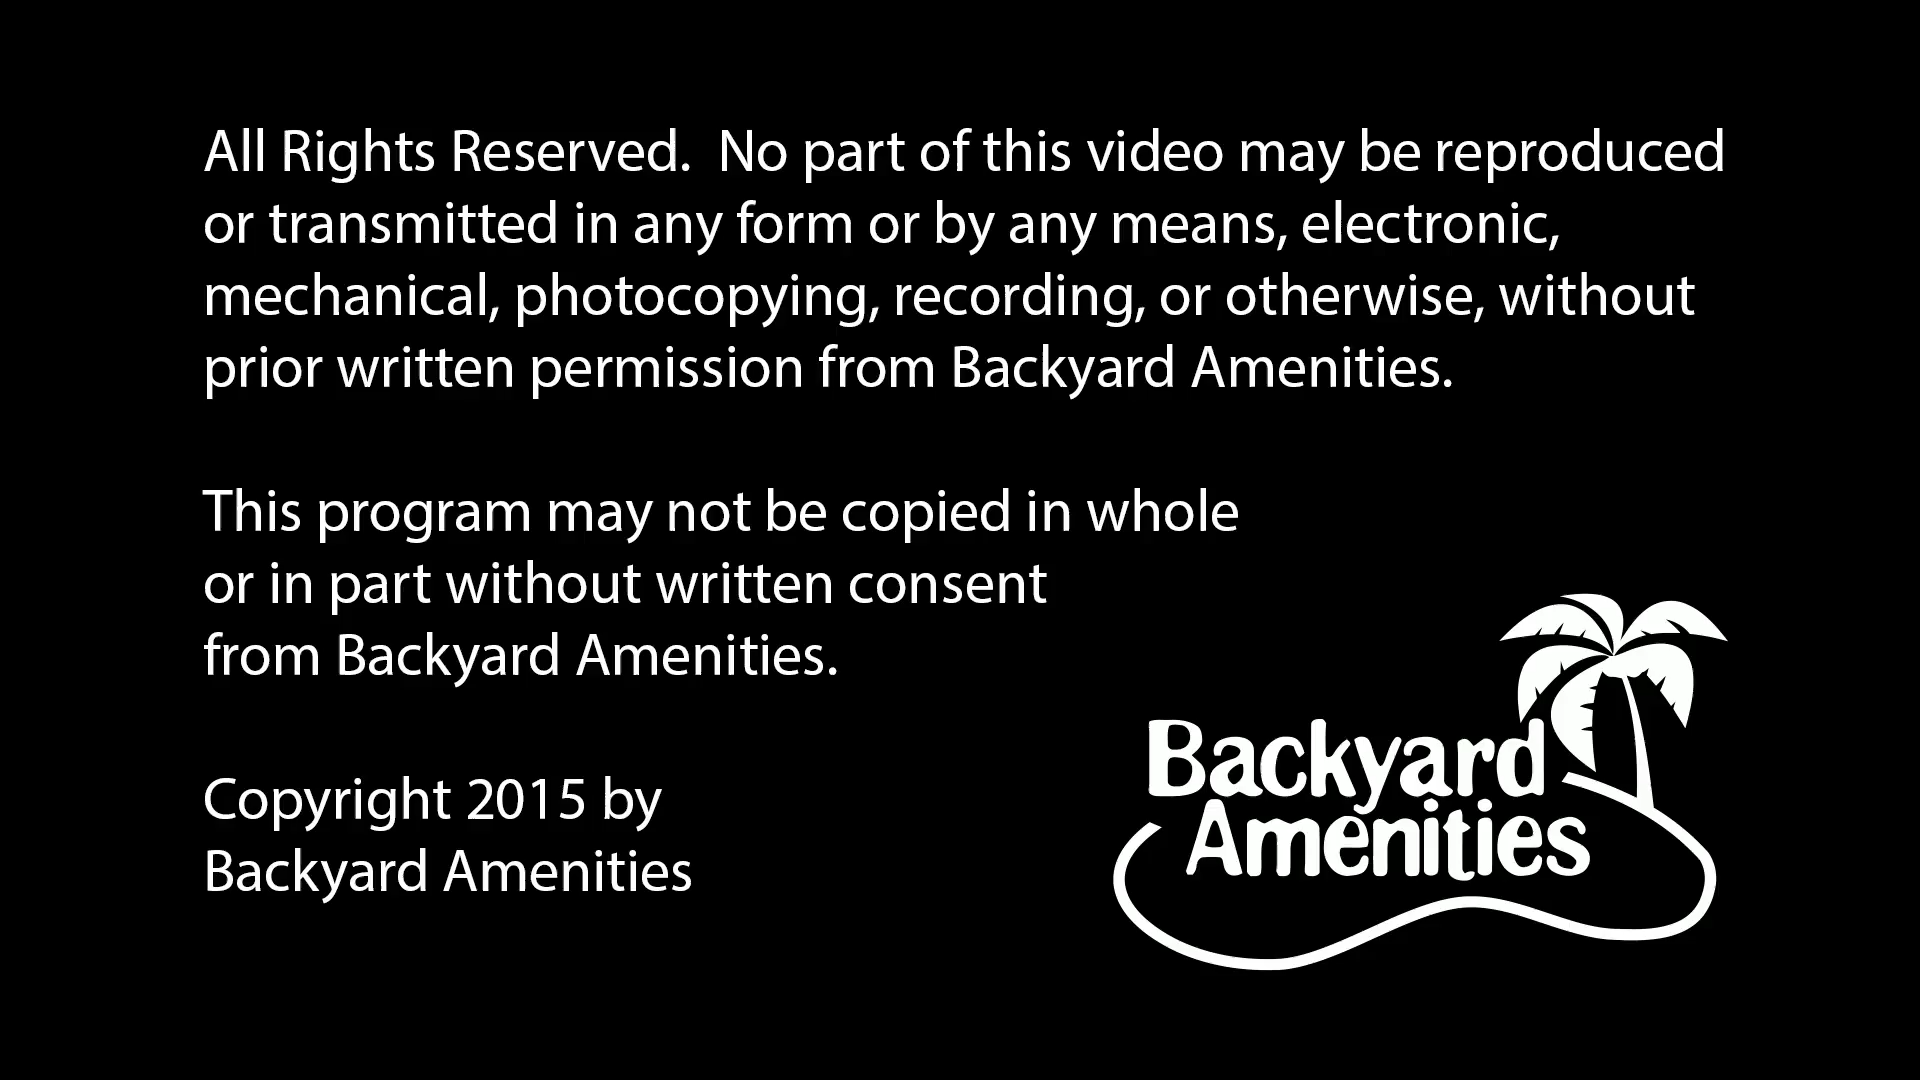 All Rights Reserved.  No part of this video may be reproduced
or transmitted in any form or by any means, electronic,
mechanical, photocopying, recording, or otherwise, without
prior written permission from Backyard Amenities.
This program may not be copied in whole
or in part without written consent
from Backyard Amenities.
Copyright 2015 by
Backyard Amenities
Backyard
Amenities